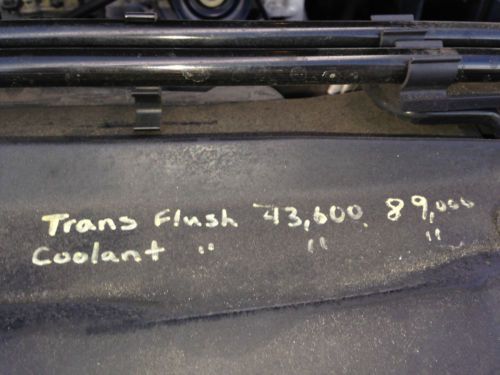 Trans Flush 43,600. 89,000
Coolant " " "